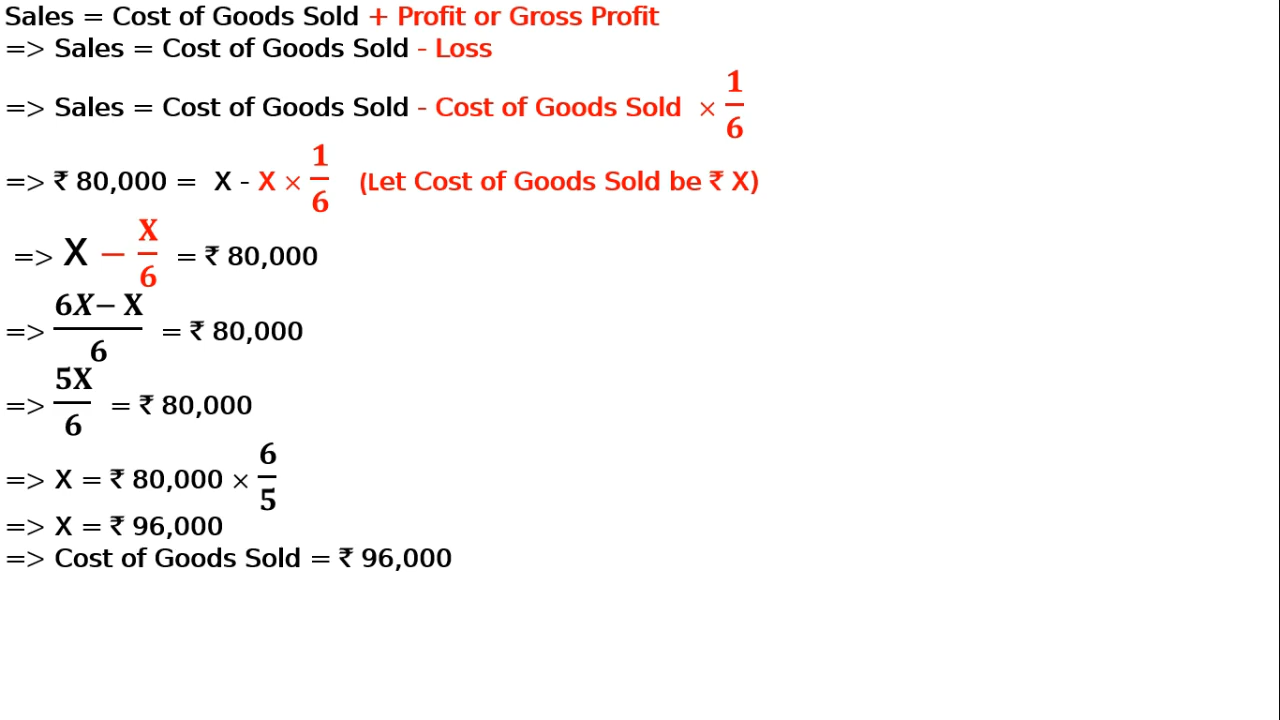 Sales = Cost of Goods Sold + Profit or Gross Profit
=> Sales = Cost of Goods Sold - Loss
=> Sales = Cost of Goods Sold - Cost of Goods Sold × 1/6
=> ₹ 80,000 = X - X × 1/6 (Let Cost of Goods Sold be ₹ X)
=> X − X/6 = ₹ 80,000
=> 6X− X/6 = ₹ 80,000
=> 5X/6 = ₹ 80,000
=> X = ₹ 80,000 × 6/5
=> X = ₹ 96,000
=> Cost of Goods Sold = ₹ 96,000